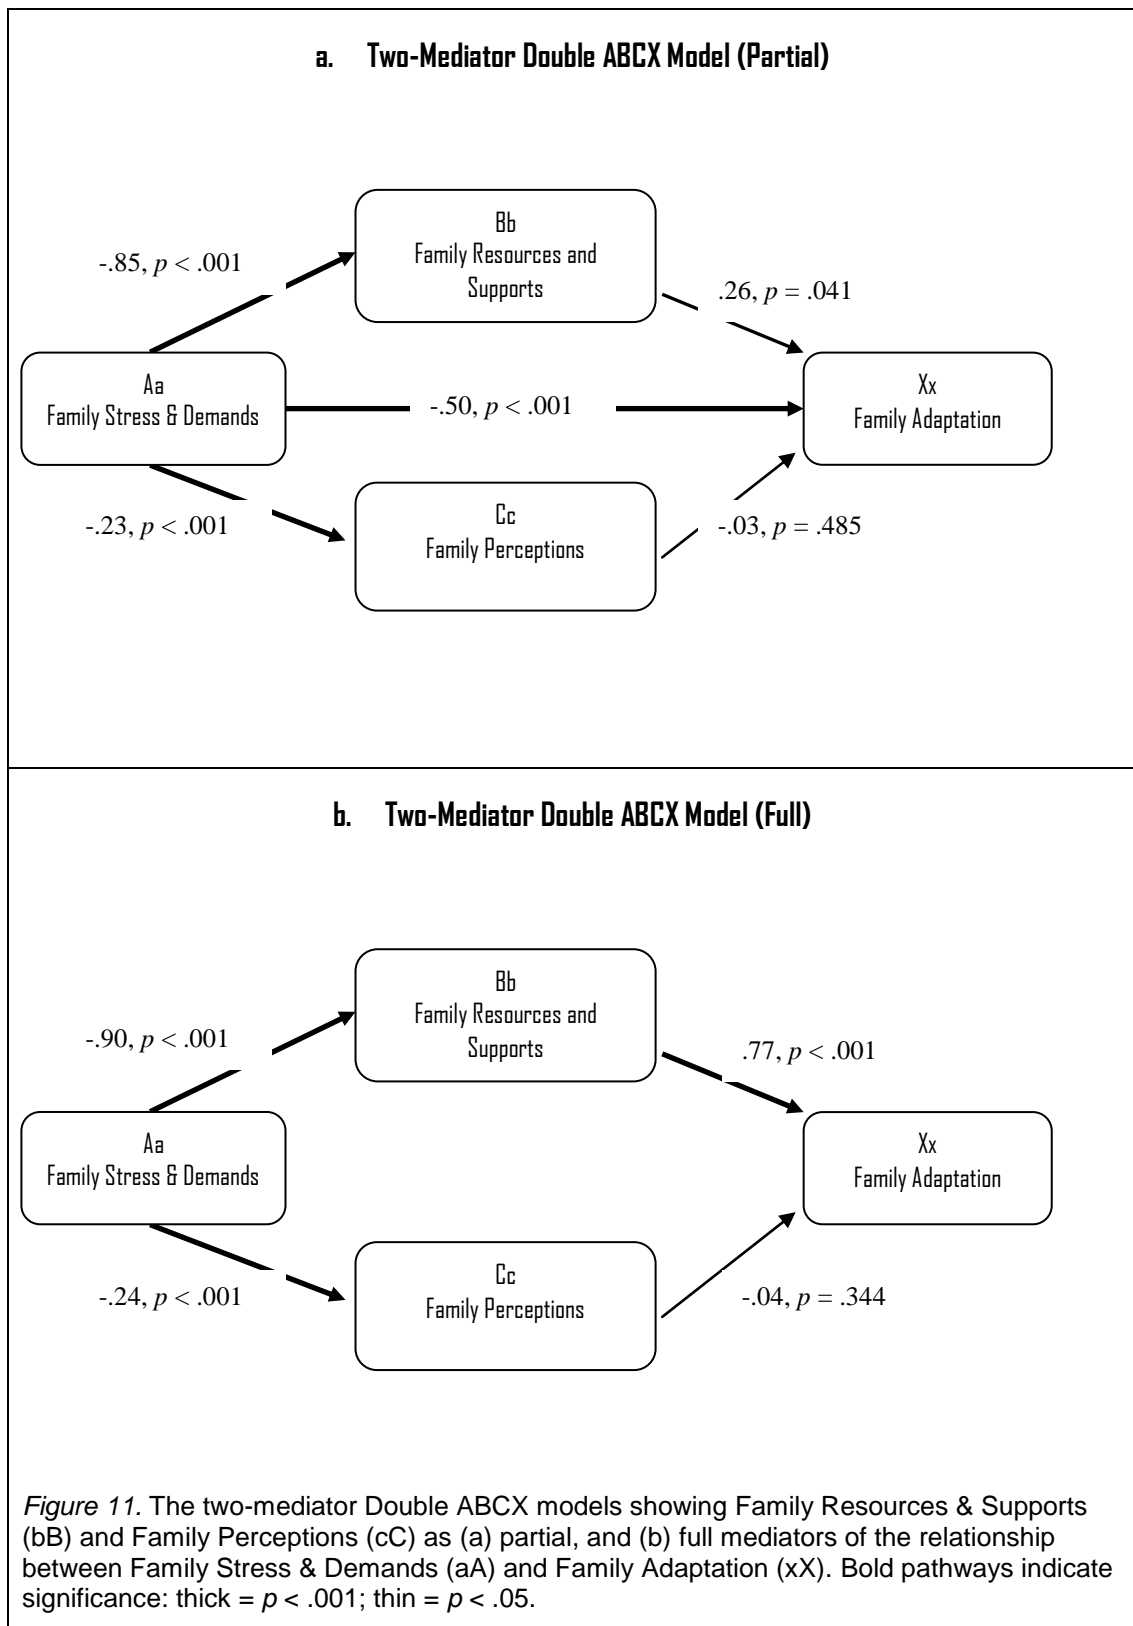 a. Two-Mediator Double ABCX Model (Partial)
Bb
Family Resources and
Supports
-.85, p < .001
.26, p = .041
Aa
Family Stress & Demands
-.50, p < .001
Xx
Family Adaptation
-.23, p < .001
Cc
Family Perceptions
-.03, p = .485
b. Two-Mediator Double ABCX Model (Full)
Bb
Family Resources and
Supports
-.90, p < .001
.77, p < .001
Aa
Family Stress & Demands
Xx
Family Adaptation
-.24, p < .001
Cc
Family Perceptions
-.04, p = .344
Figure 11. The two-mediator Double ABCX models showing Family Resources & Supports
(bB) and Family Perceptions (cC) as (a) partial, and (b) full mediators of the relationship
between Family Stress & Demands (aA) and Family Adaptation (xX). Bold pathways indicate
significance: thick = p < .001; thin = p < .05.